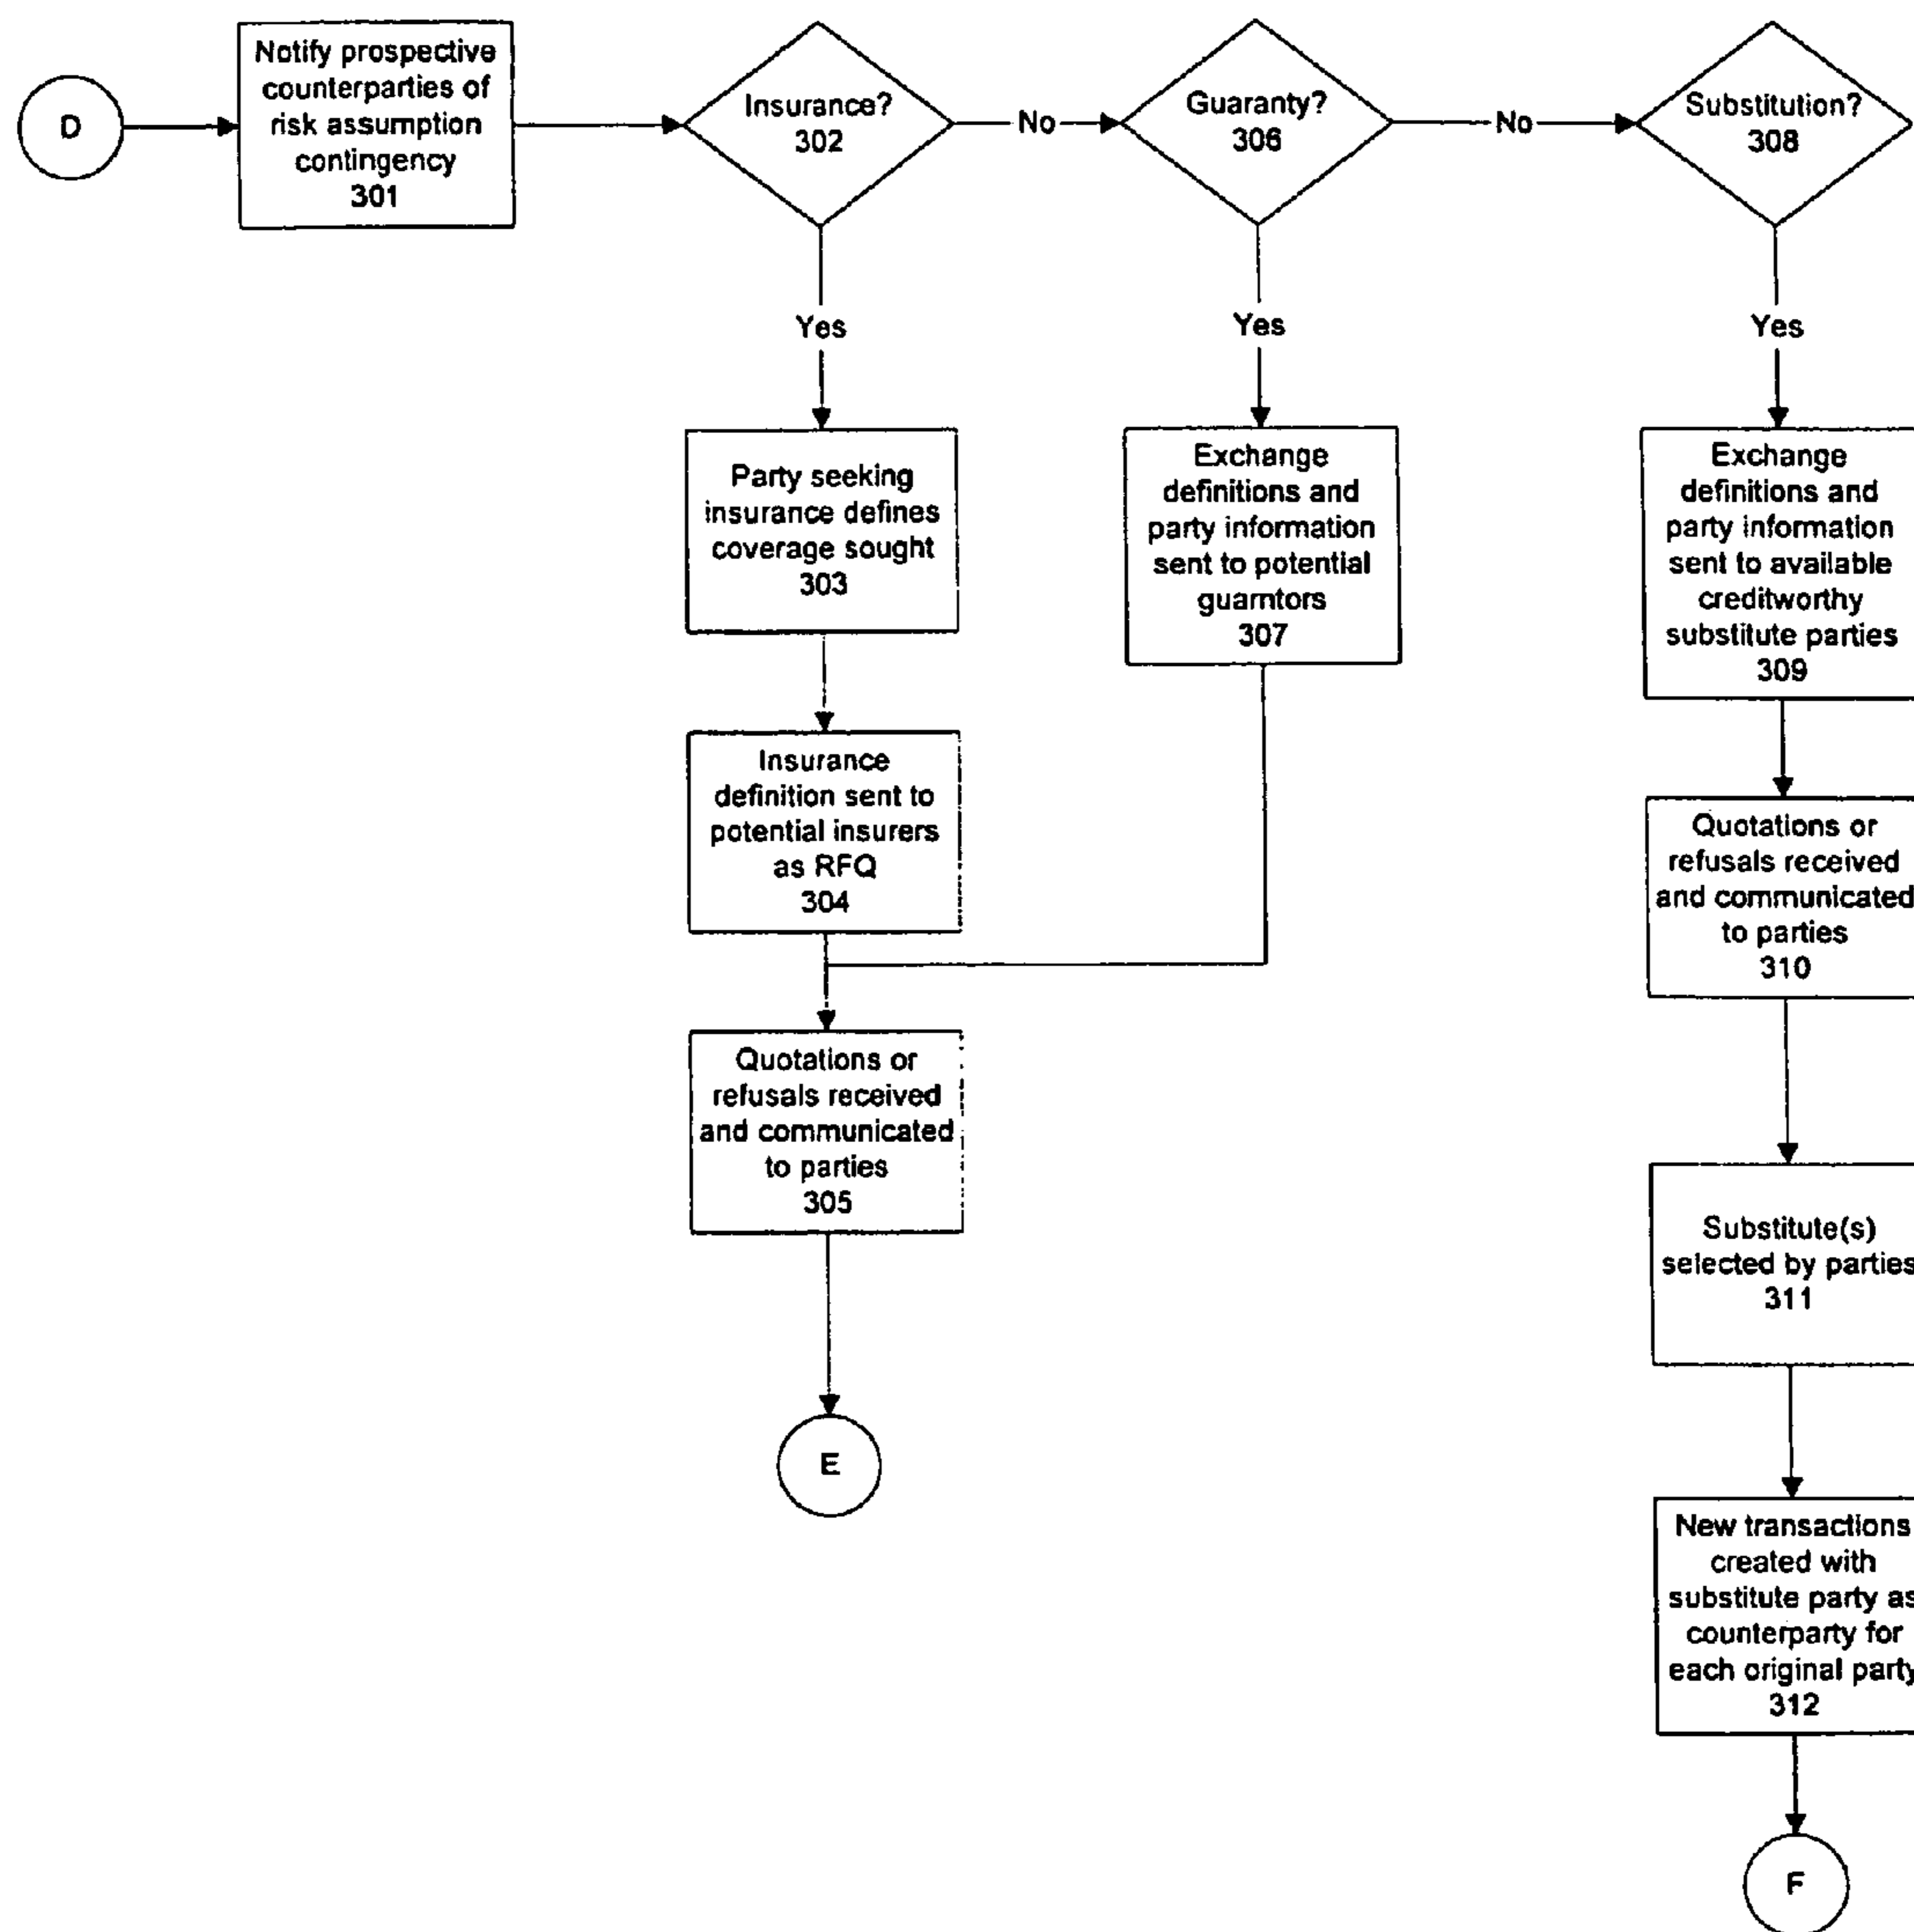 D
Notify prospective
counterparties of
risk assumption
contingency
301
Insurance?
302
No
Guaranty?
306
No
Substitution?
308
Yes
Yes
Yes
Party seeking
insurance defines
coverage sought
303
Exchange
definitions and
party information
sent to potential
guarntors
307
Exchange
definitions and
party information
sent to available
creditworthy
substitute parties
309
Insurance
definition sent to
potential insurers
as RFQ
304
Quotations or
refusals received
and communicated
to parties
310
Quotations or
refusals received
and communicated
to parties
305
Substitute(s)
selected by parties
311
E
New transactions
created with
substitute party as
counterparty for
each original party
312
F